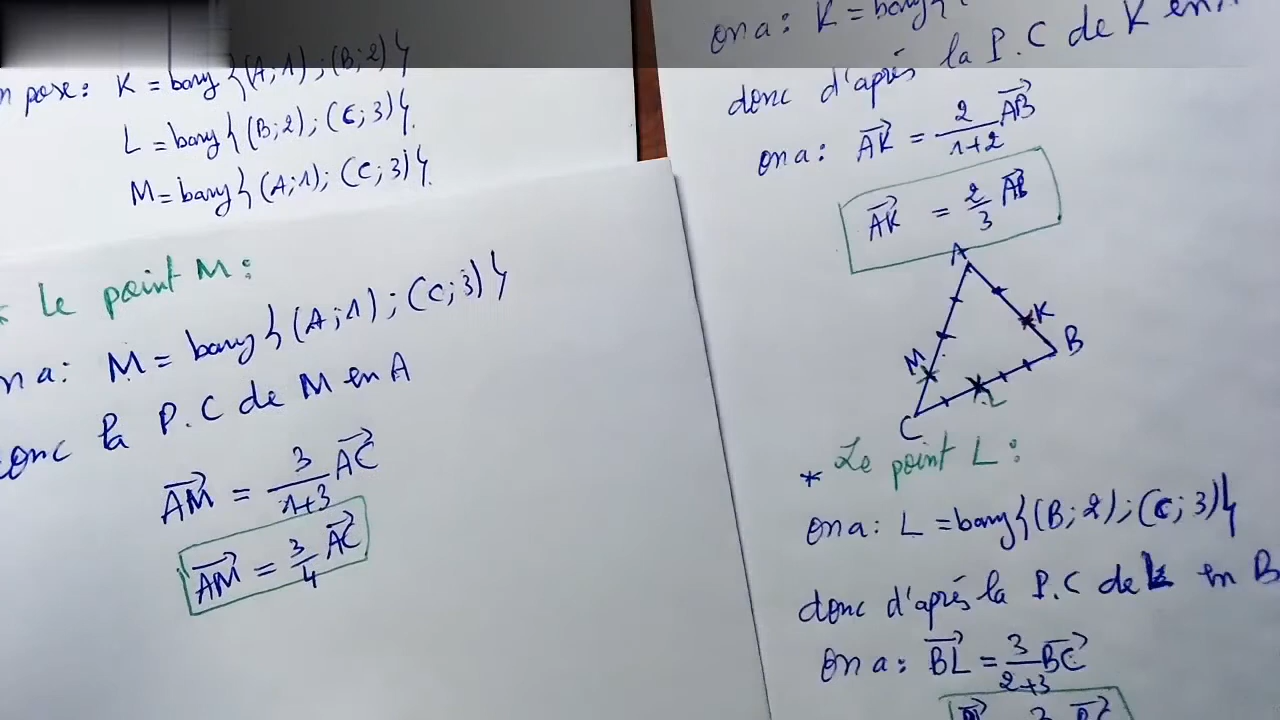 pose: K = bary {(A;1);(B;2)}
L = bary {(B;2);(C;3)}.
M = bary {(A;1);(C;3)}.
* Le point M:
M = bary {(A;1);(C;3)}
la P.C de M en A
AM = 3/(1+3) AC
AM = 3/4 AC
on a: K = bary {
donc d'après la P.C de K en
on a: AK = 2/(1+2) AB
AK = 2/3 AB
A
K
B
M
L
C
* Le point L:
on a: L = bary {(B;2);(C;3)}
donc d'après la P.C de L en B
on a: BL = 3/(2+3) BC